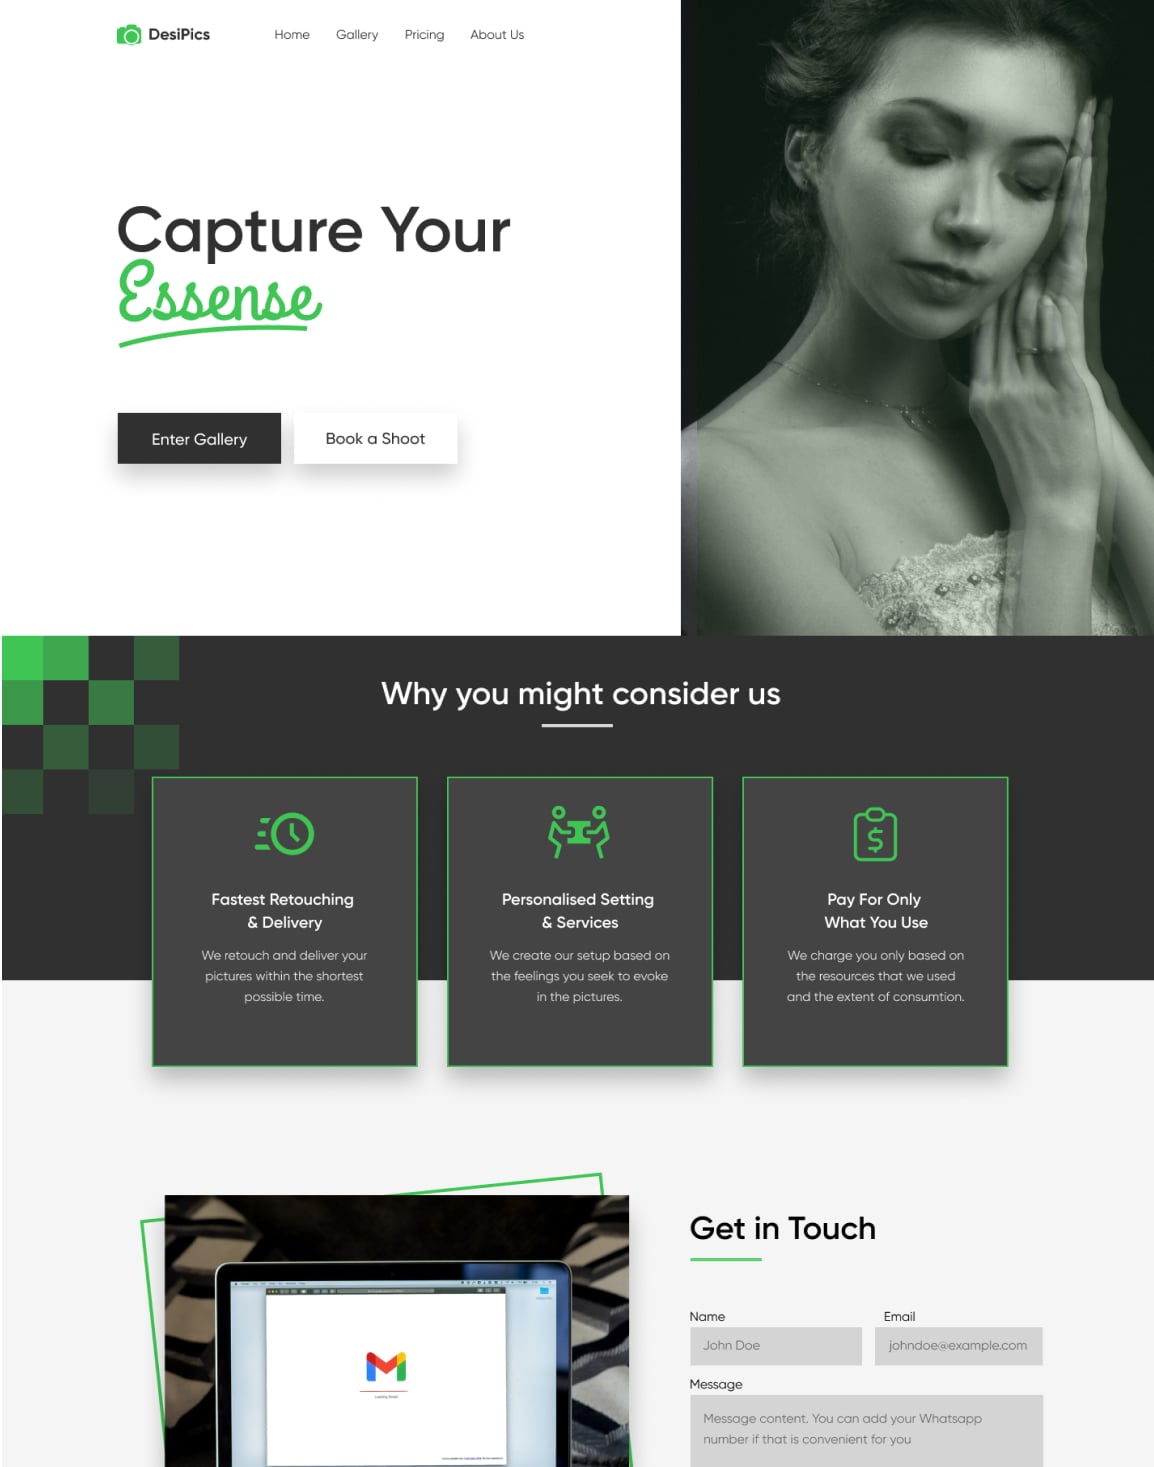 DesiPics
Home Gallery Pricing About Us
Capture Your
Essense
Enter Gallery Book a Shoot
Why you might consider us
Fastest Retouching
& Delivery
We retouch and deliver your
pictures within the shortest
possible time.
Personalised Setting
& Services
We create our setup based on
the feelings you seek to evoke
in the pictures.
Pay For Only
What You Use
We charge you only based on
the resources that we used
and the extent of consumtion.
Get in Touch
Name Email
John Doe johndoe@example.com
Message
Message content. You can add your Whatsapp
number if that is convenient for you
Loading Gmail